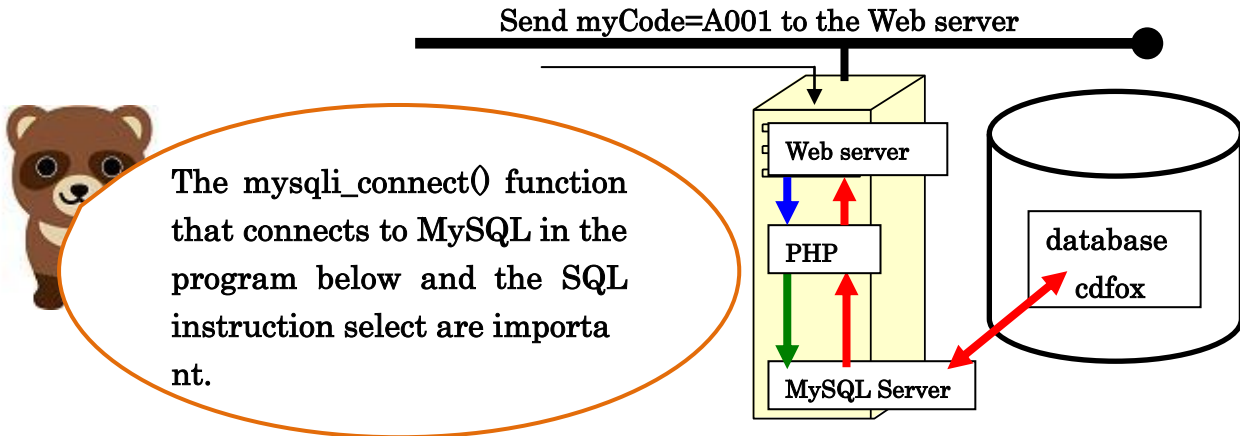 Send myCode=A001 to the Web server
The mysqli_connect() function
that connects to MySQL in the
program below and the SQL
instruction select are importa
nt.
Web server
PHP
MySQL Server
database
cdfox